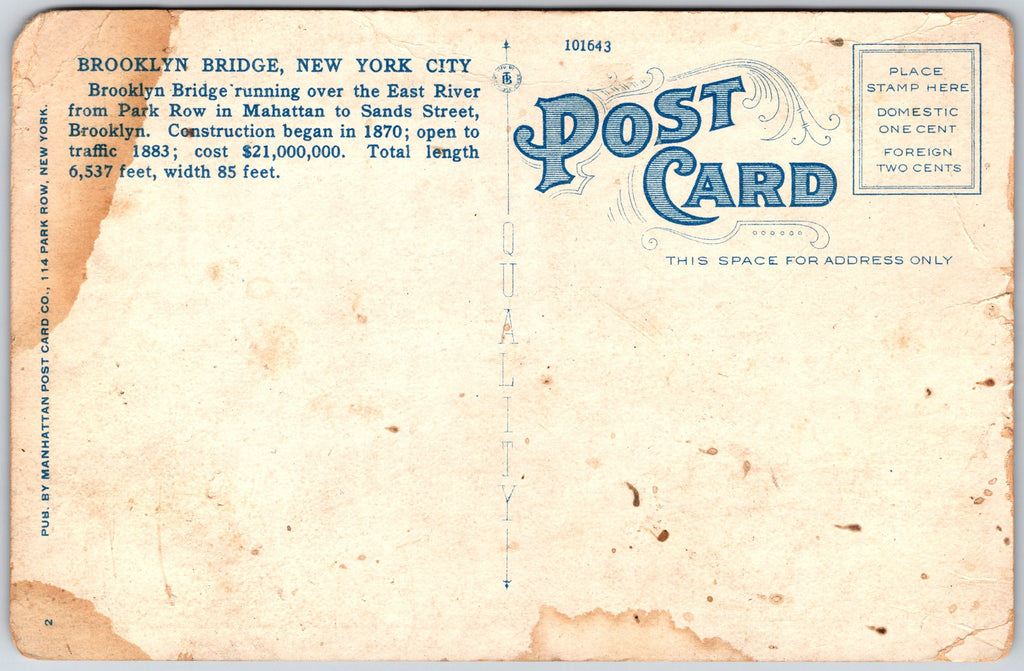 BROOKLYN BRIDGE, NEW YORK CITY
Brooklyn Bridge running over the East River
from Park Row in Mahattan to Sands Street,
Brooklyn. Construction began in 1870; open to
traffic 1883; cost $21,000,000. Total length
6,537 feet, width 85 feet.
PUB. BY MANHATTAN POST CARD CO., 114 PARK ROW, NEW YORK.
2
QUALITY
101643
POST
CARD
THIS SPACE FOR ADDRESS ONLY
PLACE
STAMP HERE
DOMESTIC
ONE CENT
FOREIGN
TWO CENTS